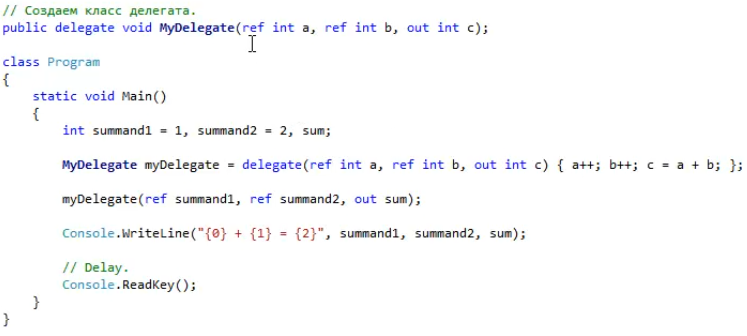 // Создаем класс делегата.
public delegate void MyDelegate(ref int a, ref int b, out int c);
class Program
{
static void Main()
{
int summand1 = 1, summand2 = 2, sum;
MyDelegate myDelegate = delegate(ref int a, ref int b, out int c) { a++; b++; c = a + b; };
myDelegate(ref summand1, ref summand2, out sum);
Console.WriteLine("{0} + {1} = {2}", summand1, summand2, sum);
// Delay.
Console.ReadKey();
}
}